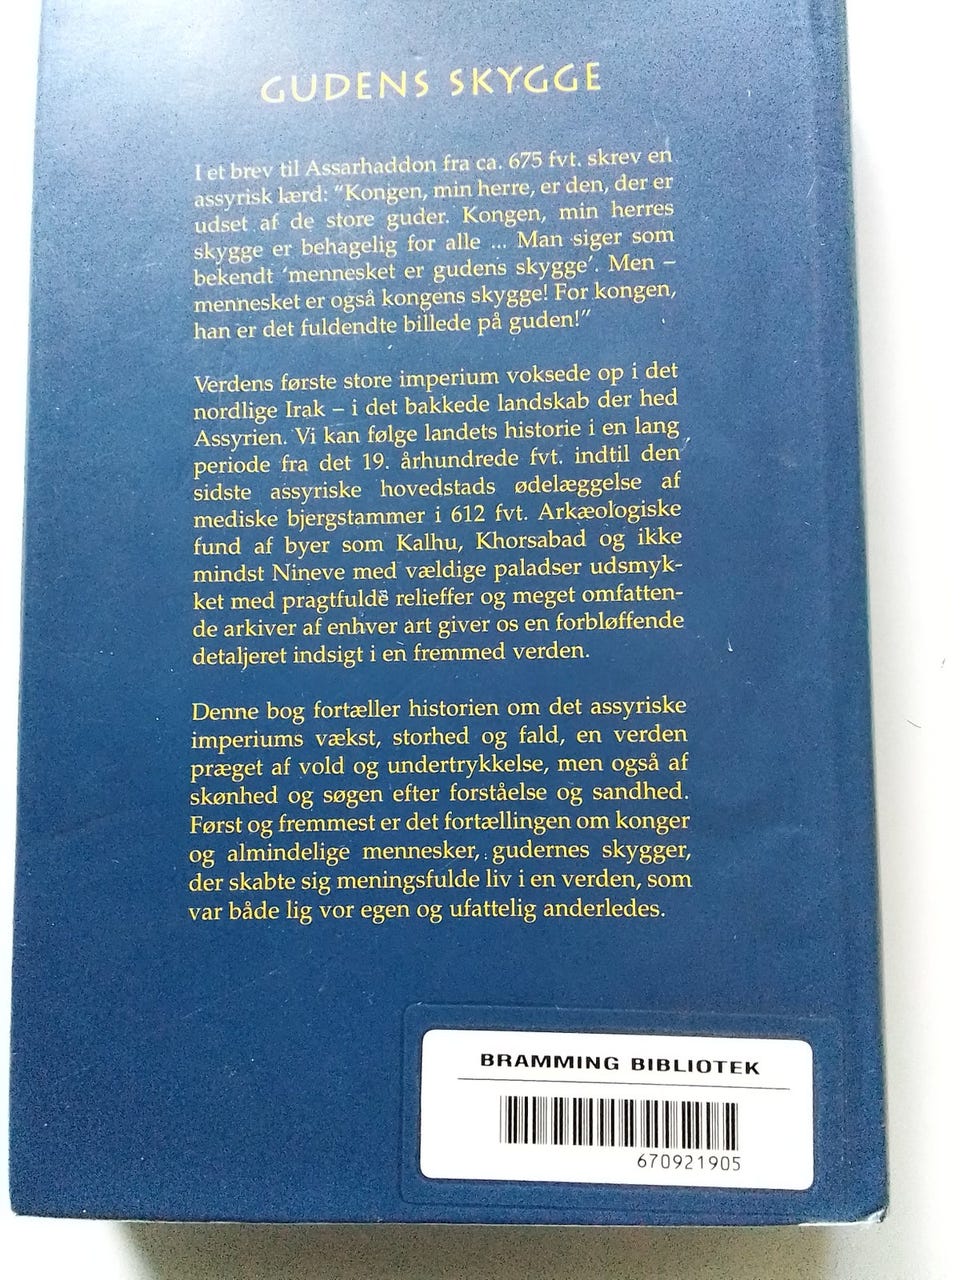 GUDENS SKYGGE
I et brev til Assarhaddon fra ca. 675 fvt. skrev en
assyrisk lærd: "Kongen, min herre, er den, der er
udset af de store guder. Kongen, min herres
skygge er behagelig for alle ... Man siger som
bekendt 'mennesket er gudens skygge'. Men –
mennesket er også kongens skygge! For kongen,
han er det fuldendte billede på guden!"
Verdens første store imperium voksede op i det
nordlige Irak – i det bakkede landskab der hed
Assyrien. Vi kan følge landets historie i en lang
periode fra det 19. århundrede fvt. indtil den
sidste assyriske hovedstads ødelæggelse af
mediske bjergstammer i 612 fvt. Arkæologiske
fund af byer som Kalhu, Khorsabad og ikke
mindst Nineve med vældige paladser udsmyk-
ket med pragtfulde relieffer og meget omfatten-
de arkiver af enhver art giver os en forbløffende
detaljeret indsigt i en fremmed verden.
Denne bog fortæller historien om det assyriske
imperiums vækst, storhed og fald, en verden
præget af vold og undertrykkelse, men også af
skønhed og søgen efter forståelse og sandhed.
Først og fremmest er det fortællingen om konger
og almindelige mennesker, gudernes skygger,
der skabte sig meningsfulde liv i en verden, som
var både lig vor egen og ufattelig anderledes.
BRAMMING BIBLIOTEK
670921905